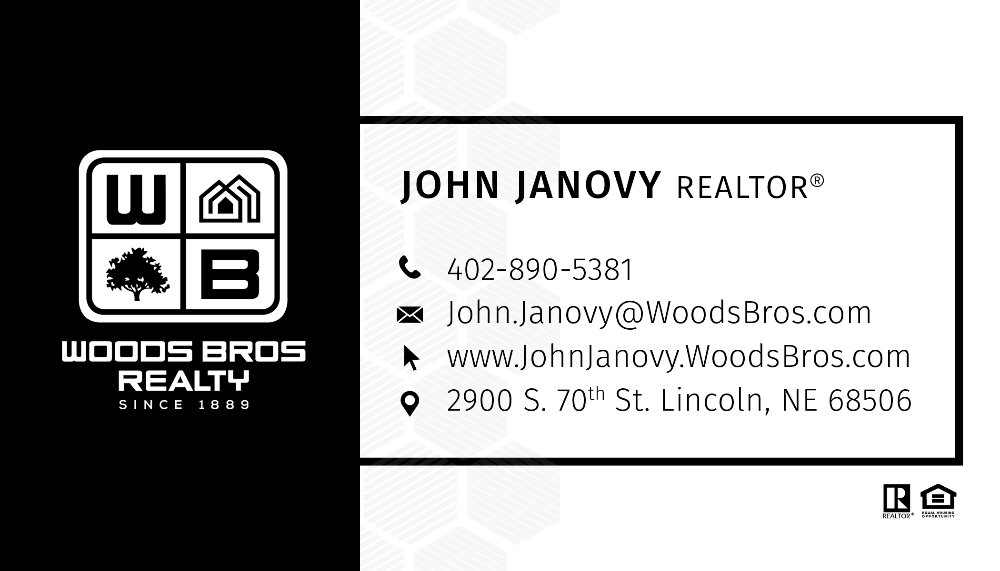 W
B
WOODS BROS
REALTY
SINCE 1889
JOHN JANOVY REALTOR®
402-890-5381
John.Janovy@WoodsBros.com
www.JohnJanovy.WoodsBros.com
2900 S. 70th St. Lincoln, NE 68506
R
REALTOR®
EQUAL HOUSING
OPPORTUNITY